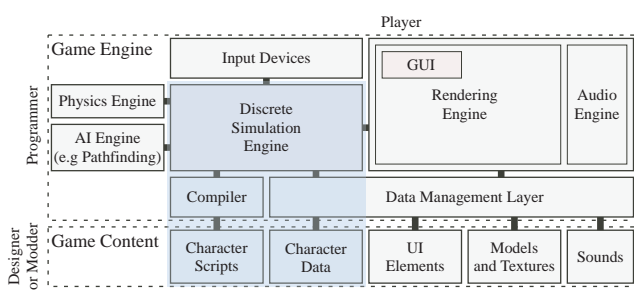 Player
Game Engine
Input Devices
GUI
Rendering
Engine
Audio
Engine
Physics Engine
Discrete
Simulation
Engine
AI Engine
(e.g Pathfinding)
Programmer
Compiler
Data Management Layer
Designer
or Modder
Game Content
Character
Scripts
Character
Data
UI
Elements
Models
and Textures
Sounds